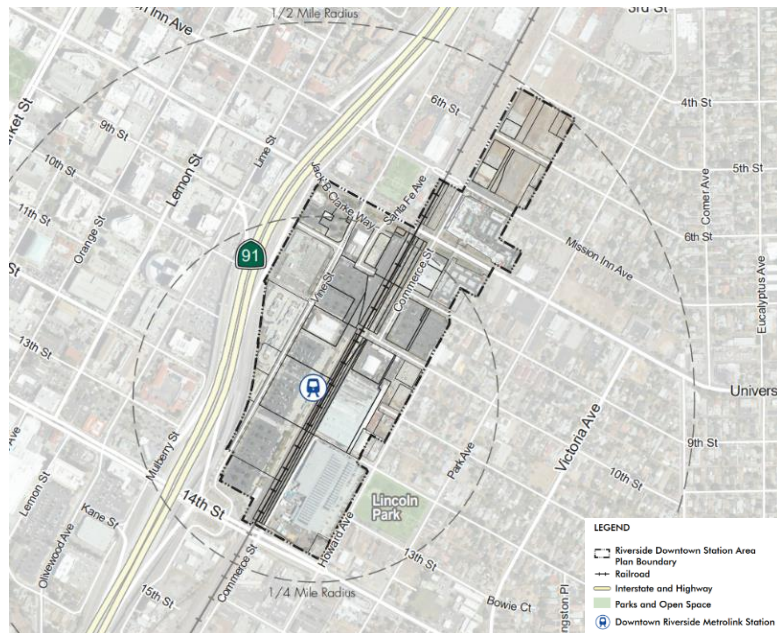 1/2 Mile Radius
3rd St
Inn Ave
4th St
6th St
9th St
5th St
10th St
Lime St
Lemon St
11th St
Jack B Clarke Way
Santa Fe Ave
Comer Ave
Orange St
6th St
Mission Inn Ave
91
Commerce St
Vine St
Eucalyptus Ave
13th St
Univers
Victoria Ave
9th St
Mulberry St
Park Ave
10th St
Lemon St
14th St
Lincoln
Park
Kane St
Olivewood Ave
Howard Ave
13th St
Commerce St
15th St
1/4 Mile Radius
Bowie Ct
ngston Pl
LEGEND
Riverside Downtown Station Area
Plan Boundary
Railroad
Interstate and Highway
Parks and Open Space
Downtown Riverside Metrolink Station